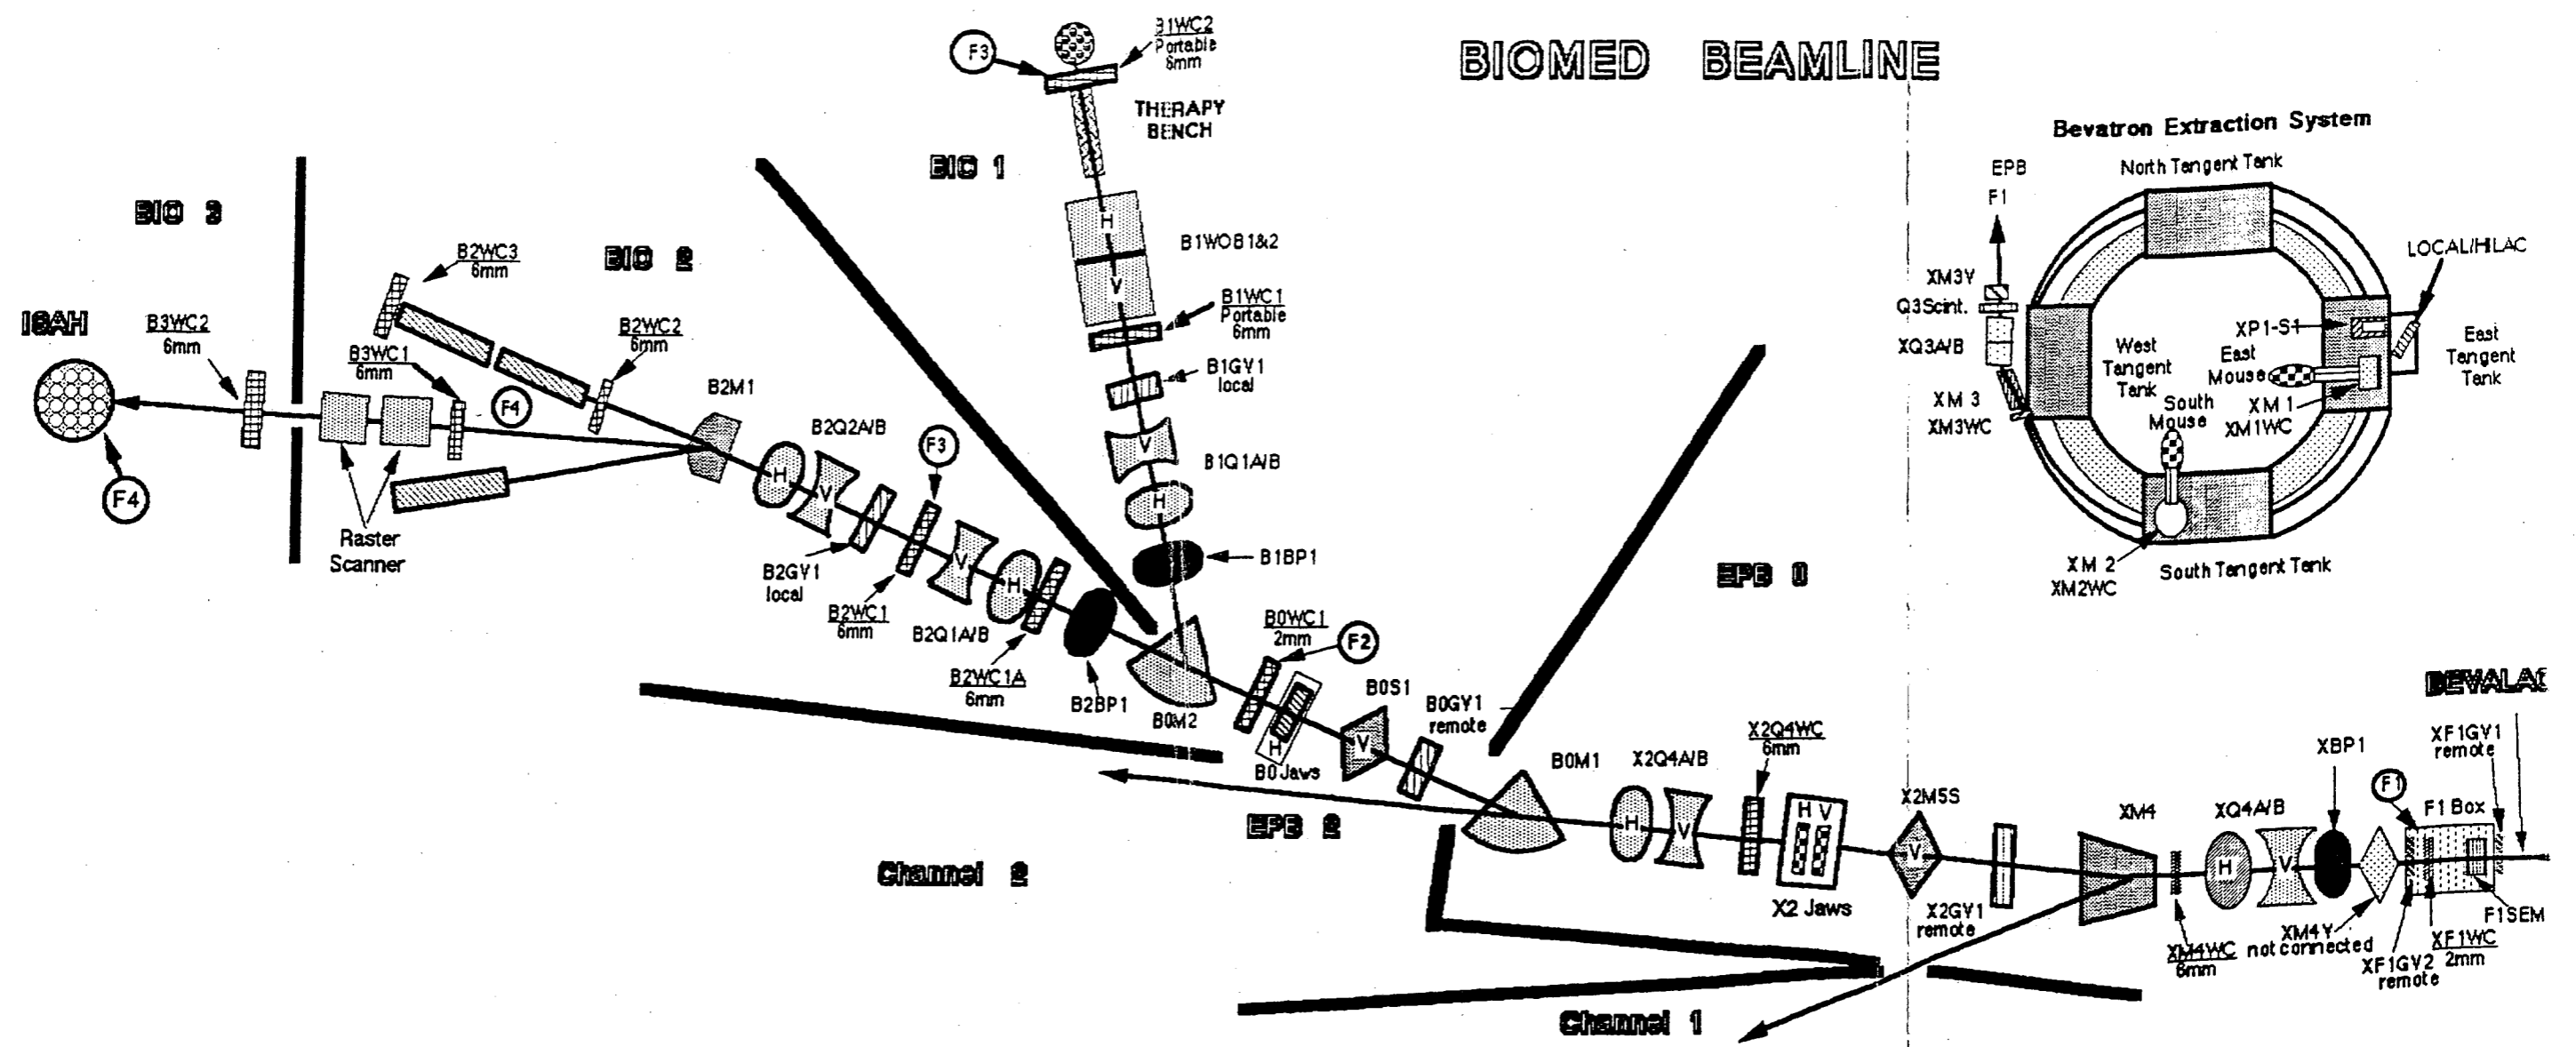 BIOMED BEAMLINE
B1WC2
Portable
6mm
F3
THERAPY
BENCH
BIO 1
H
V
B1WOB1&2
B1WC1
Portable
6mm
B1GV1
local
V
B1Q1A/B
H
B1BP1
BIO 3
BIO 2
ISAH
B3WC2
6mm
B2WC3
6mm
B3WC1
6mm
B2WC2
6mm
F4
F4
Raster
Scanner
B2M1
B2Q2A/B
H
V
F3
B2GV1
local
B2WC1
6mm
V
H
B2Q1A/B
B2WC1A
6mm
B2BP1
B0M2
B0WC1
2mm
F2
H
B0 Jaws
B0S1
V
B0GV1
remote
EPB 0
B0M1
X2Q4A/B
H
V
X2Q4WC
6mm
H V
X2 Jaws
X2M5S
V
X2GV1
remote
EPB 2
Channel 2
Channel 1
XM4
XM4WC
6mm
XQ4A/B
H
V
XBP1
XM4Y
not connected
F1
F1 Box
XF1GV1
remote
F1SEM
XF1WC
2mm
XF1GV2
remote
Bevatron Extraction System
EPB
F1
North Tangent Tank
LOCAL/HILAC
XM3Y
Q3Scint.
XQ3A/B
XM 3
XM3WC
West
Tangent
Tank
XP1-S1
East
Mouse
XM 1
XM1WC
East
Tangent
Tank
South
Mouse
XM 2
XM2WC
South Tangent Tank